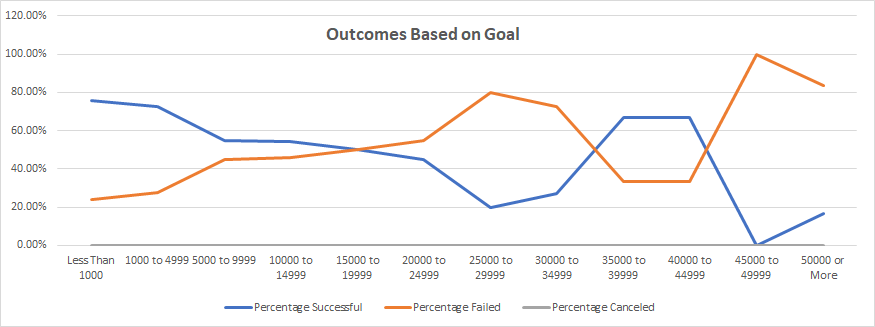 Outcomes Based on Goal
120.00%
100.00%
80.00%
60.00%
40.00%
20.00%
0.00%
Less Than
1000
1000 to 4999
5000 to 9999
10000 to
14999
15000 to
19999
20000 to
24999
25000 to
29999
30000 to
34999
35000 to
39999
40000 to
44999
450000 to
49999
50000 or
More
Percentage Successful
Percentage Failed
Percentage Canceled